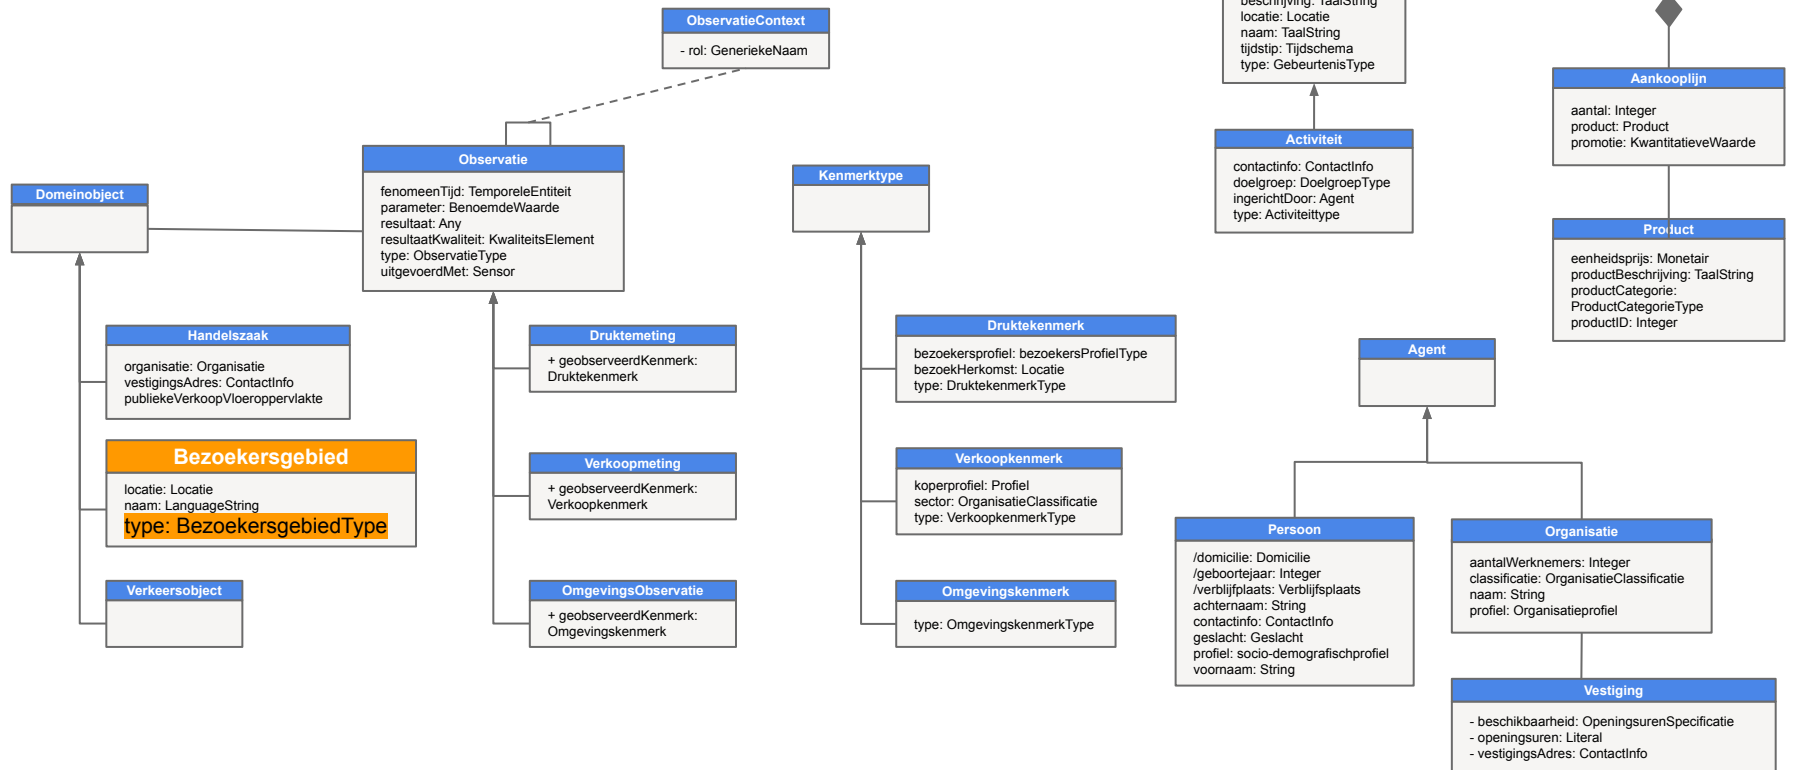 ObservatieContext
- rol: GeneriekeNaam
beschrijving: TaalString
locatie: Locatie
naam: TaalString
tijdstip: Tijdschema
type: GebeurtenisType
Aankooplijn
aantal: Integer
product: Product
promotie: KwantitatieveWaarde
Activiteit
contactinfo: ContactInfo
doelgroep: DoelgroepType
ingerichtDoor: Agent
type: Activiteittype
Observatie
fenomeenTijd: TemporeleEntiteit
parameter: BenoemdeWaarde
resultaat: Any
resultaatKwaliteit: KwaliteitsElement
type: ObservatieType
uitgevoerdMet: Sensor
Kenmerktype
Domeinobject
Product
eenheidsprijs: Monetair
productBeschrijving: TaalString
productCategorie:
ProductCategorieType
productID: Integer
Handelszaak
organisatie: Organisatie
vestigingsAdres: ContactInfo
publiekeVerkoopVloeroppervlakte
Druktemeting
+ geobserveerdKenmerk:
Druktekenmerk
Druktekenmerk
bezoekersprofiel: bezoekersProfielType
bezoekHerkomst: Locatie
type: DruktekenmerkType
Agent
Bezoekersgebied
locatie: Locatie
naam: LanguageString
type: BezoekersgebiedType
Verkoopmeting
+ geobserveerdKenmerk:
Verkoopkenmerk
Verkoopkenmerk
koperprofiel: Profiel
sector: OrganisatieClassificatie
type: VerkoopkenmerkType
Persoon
/domicilie: Domicilie
/geboortejaar: Integer
/verblijfplaats: Verblijfsplaats
achternaam: String
contactinfo: ContactInfo
geslacht: Geslacht
profiel: socio-demografischprofiel
voornaam: String
Organisatie
aantalWerknemers: Integer
classificatie: OrganisatieClassificatie
naam: String
profiel: Organisatieprofiel
Verkeersobject
OmgevingsObservatie
+ geobserveerdKenmerk:
Omgevingskenmerk
Omgevingskenmerk
type: OmgevingskenmerkType
Vestiging
- beschikbaarheid: OpeningsurenSpecificatie
- openingsuren: Literal
- vestigingsAdres: ContactInfo